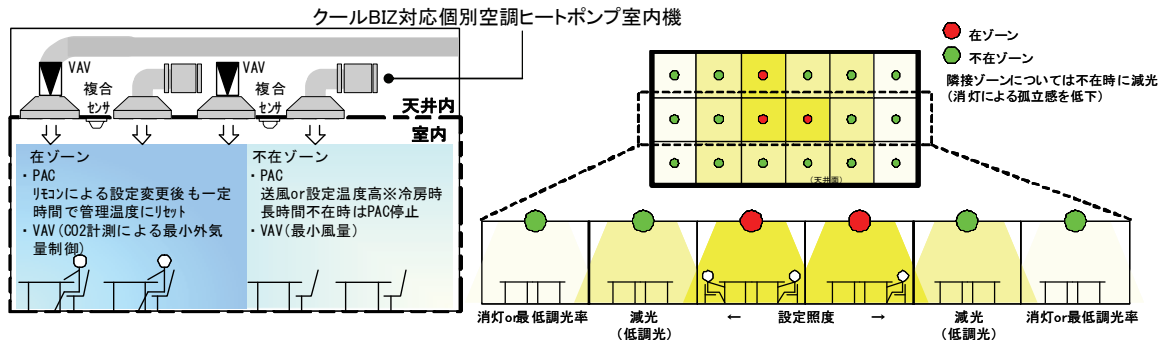 クールBIZ対応個別空調ヒートポンプ室内機
VAV
複合
センサ
VAV
複合
センサ
天井内
室内
在ゾーン
・PAC
リモコンによる設定変更後も一定
時間で管理温度にリセット
・VAV(CO2計測による最小外気
量制御)
不在ゾーン
・PAC
送風or設定温度高※冷房時
長時間不在時はPAC停止
・VAV(最小風量)
在ゾーン
不在ゾーン
隣接ゾーンについては不在時に減光
(消灯による孤立感を低下)
(天井面)
消灯or最低調光率
減光
(低調光)
← 設定照度 →
減光
(低調光)
消灯or最低調光率